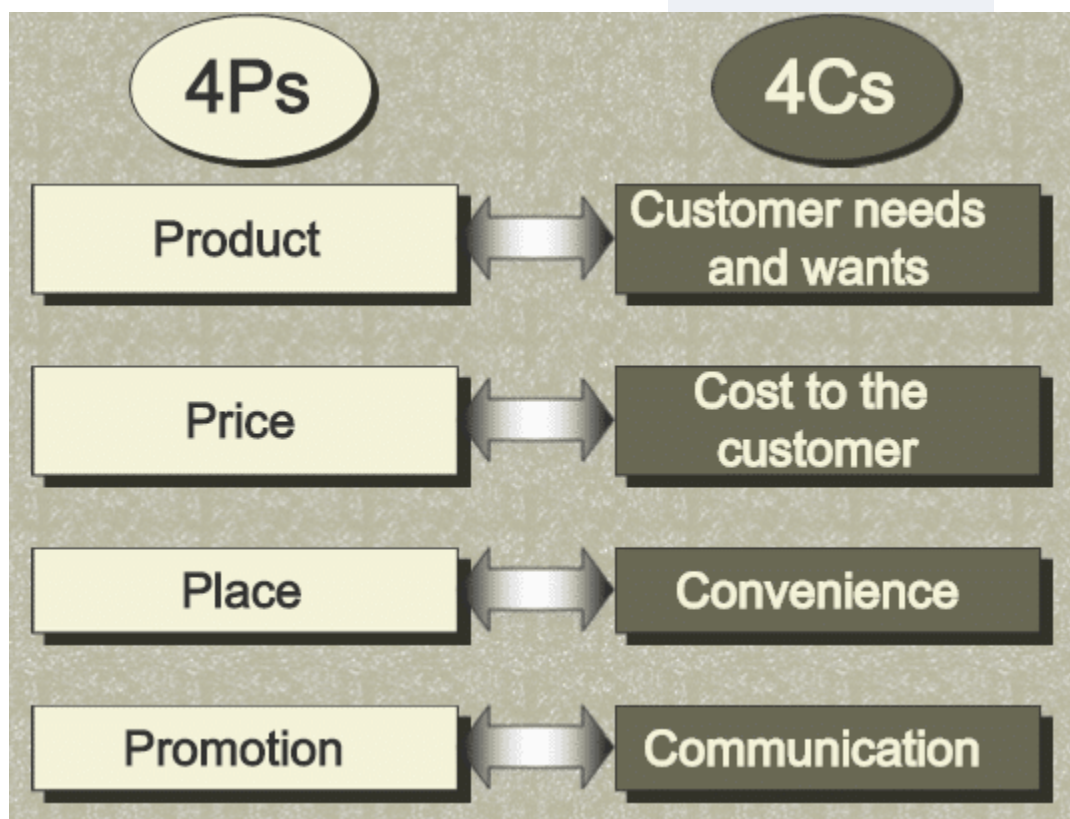 4Ps
4Cs
Product
Customer needs
and wants
Price
Cost to the
customer
Place
Convenience
Promotion
Communication